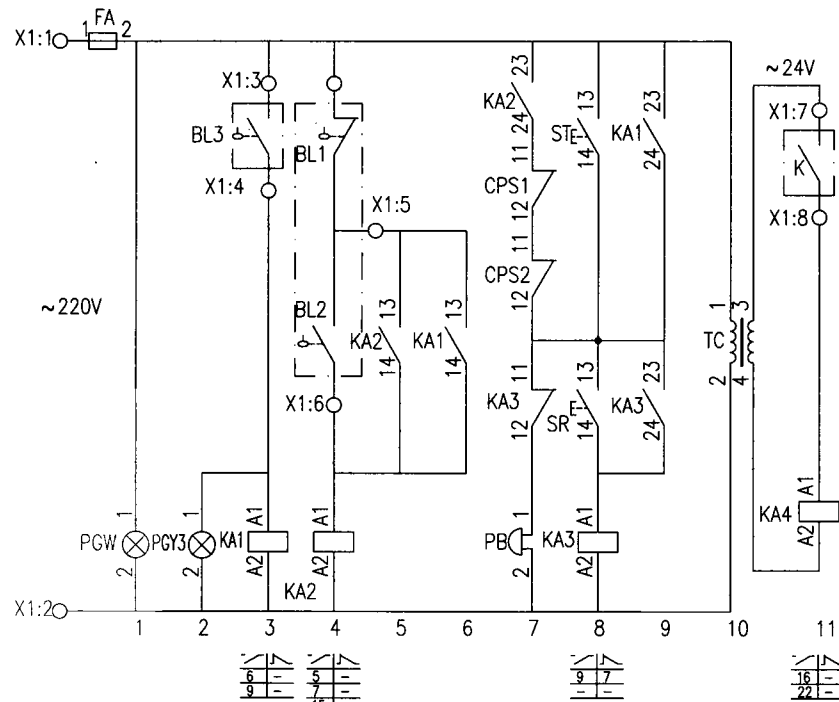 FA
X1:1 1 2
X1:3
BL3
X1:4
BL1
X1:5
BL2
X1:6
KA2 13 14
KA1 13 14
KA2 23 24
CPS1 11 12
CPS2 11 12
STE 13 14
KA1 23 24
KA3 11 12
SR E 13 14
KA3 23 24
~220V
~24V
X1:7
K
X1:8
TC 1 2 3 4
PGW 1 2
PGY3 1 2
KA1 A1 A2
KA2 A1 A2
PB 1 2
KA3 A1 A2
KA4 A1 A2
X1:2
1 2 3 4 5 6 7 8 9 10 11
6 - 5 - 9 7 16 -
9 - 7 - - - 22 -